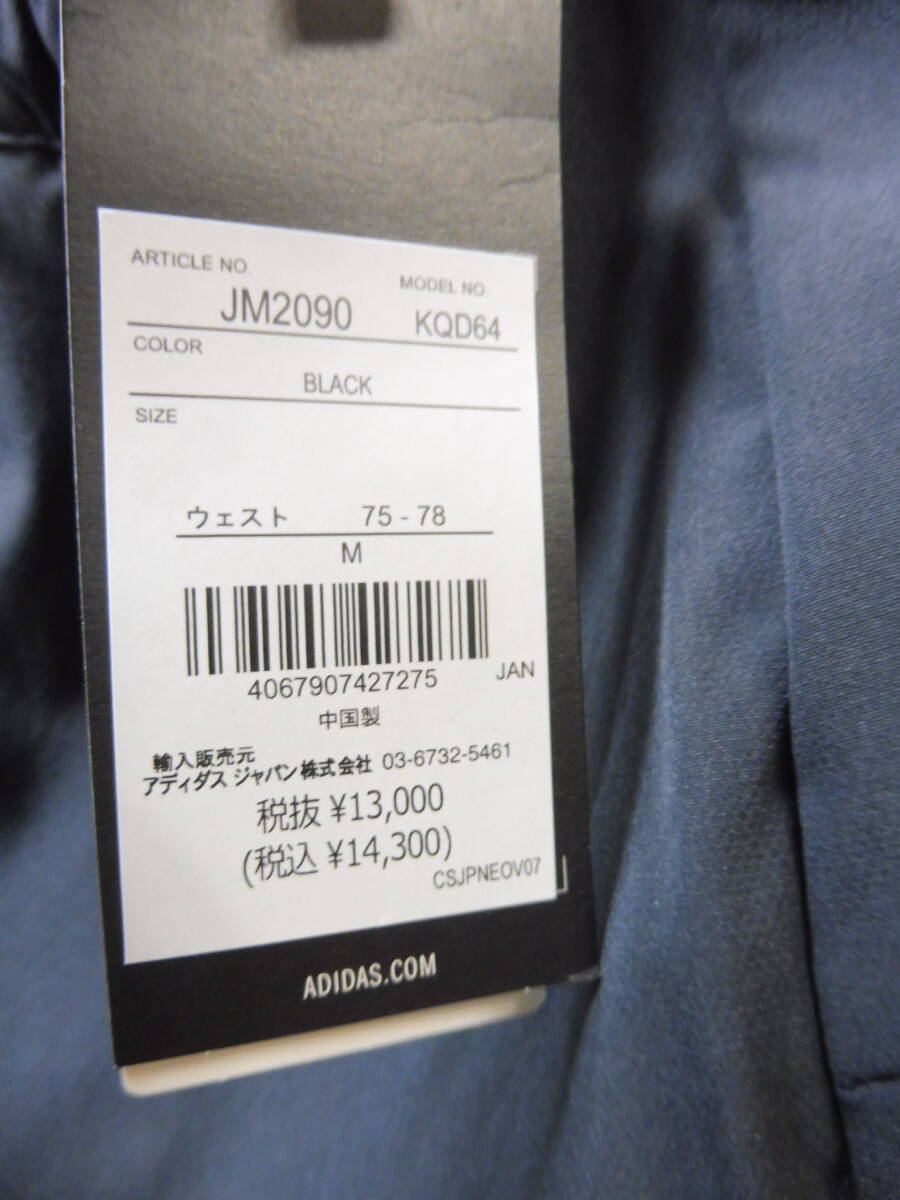 ARTICLE NO.
MODEL NO.
JM2090
KQD64
COLOR
BLACK
SIZE
ウェスト 75 - 78
M
4067907427275
JAN
中国製
輸入販売元
アディダス ジャパン株式会社 03-6732-5461
税抜 ¥13,000
(税込 ¥14,300)
CSJPNEOV07
ADIDAS.COM